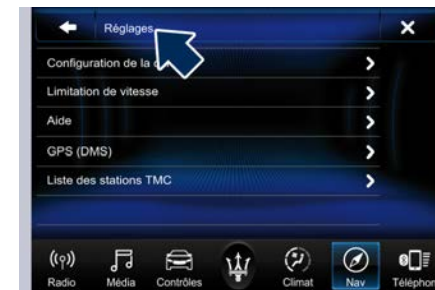 Réglages
Configuration de la
Limitation de vitesse
Aide
GPS (DMS)
Liste des stations TMC
Radio
Média
Contrôles
Climat
Nav
Téléphon